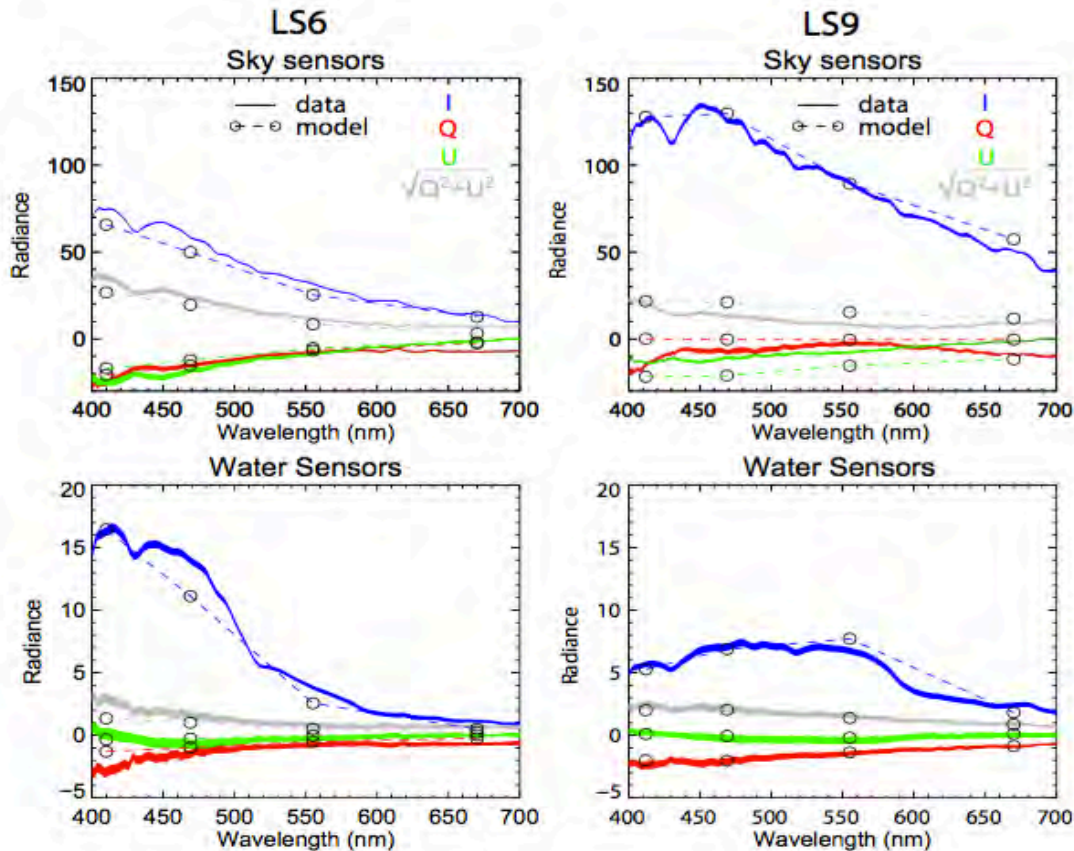 LS6
Sky sensors
150
100
50
0
Radiance
data
model
I
Q
U
√Q²+U²
400 450 500 550 600 650 700
Wavelength (nm)
LS9
Sky sensors
150
100
50
0
Radiance
data
model
I
Q
U
√Q²+U²
400 450 500 550 600 650 700
Wavelength (nm)
Water Sensors
20
15
10
5
0
−5
Radiance
400 450 500 550 600 650 700
Wavelength (nm)
Water Sensors
20
15
10
5
0
−5
Radiance
400 450 500 550 600 650 700
Wavelength (nm)